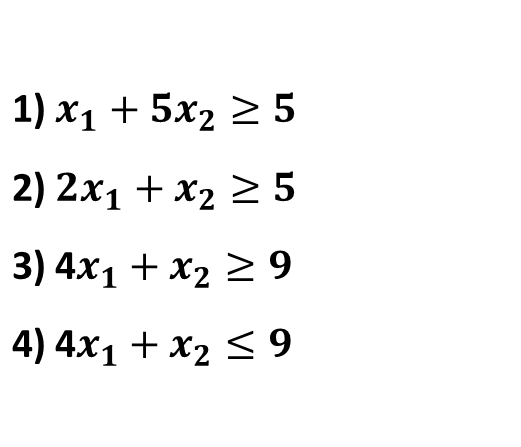 1) x₁ + 5x₂ ≥ 5
2) 2x₁ + x₂ ≥ 5
3) 4x₁ + x₂ ≥ 9
4) 4x₁ + x₂ ≤ 9